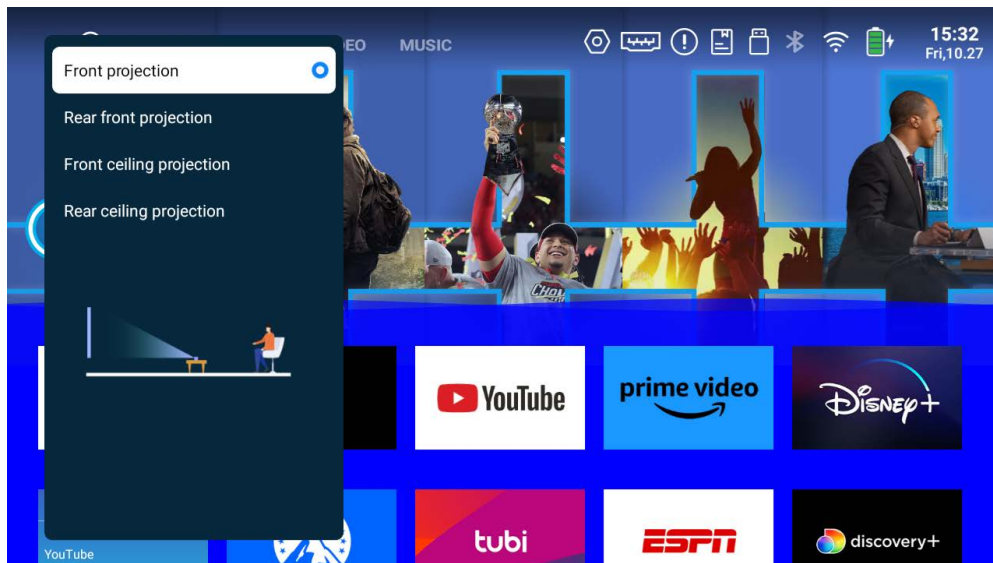 EO MUSIC
15:32
Fri,10.27
Front projection
Rear front projection
Front ceiling projection
Rear ceiling projection
YouTube
prime video
Disney+
YouTube
tubi
ESPN
discovery+